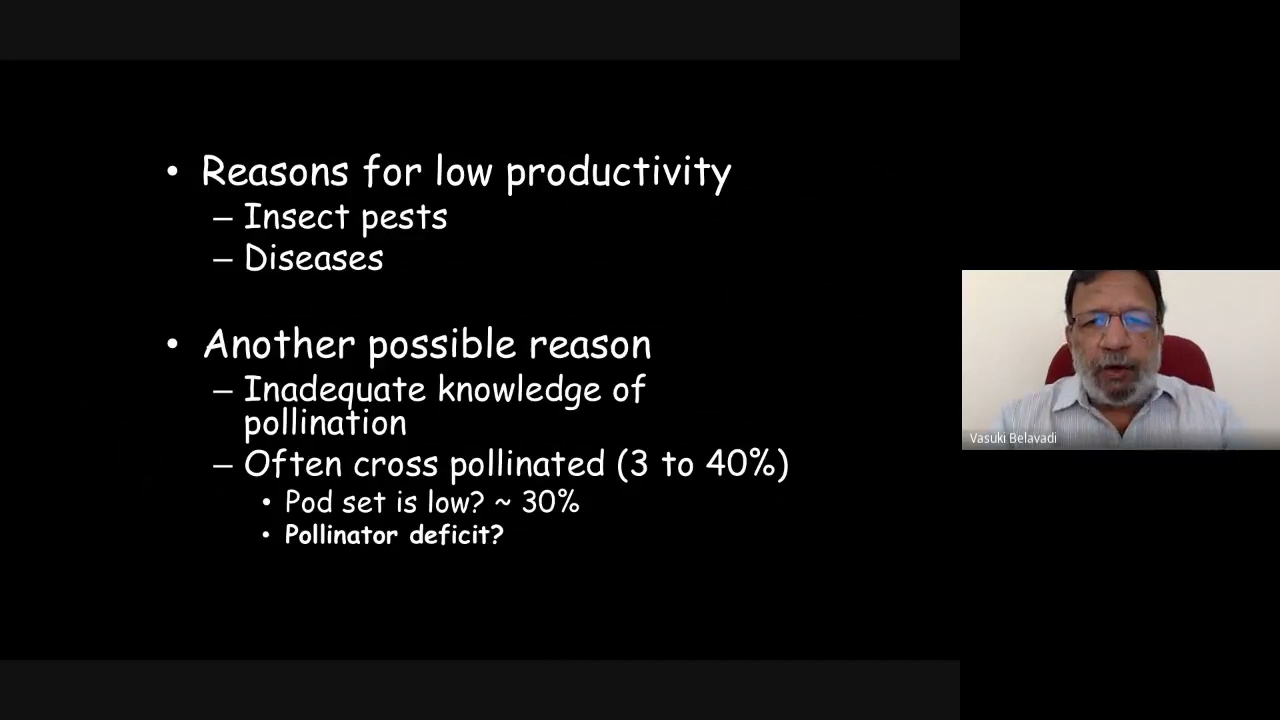 • Reasons for low productivity
– Insect pests
– Diseases
• Another possible reason
– Inadequate knowledge of
pollination
– Often cross pollinated (3 to 40%)
• Pod set is low? ~ 30%
• Pollinator deficit?
Vasuki Belavadi